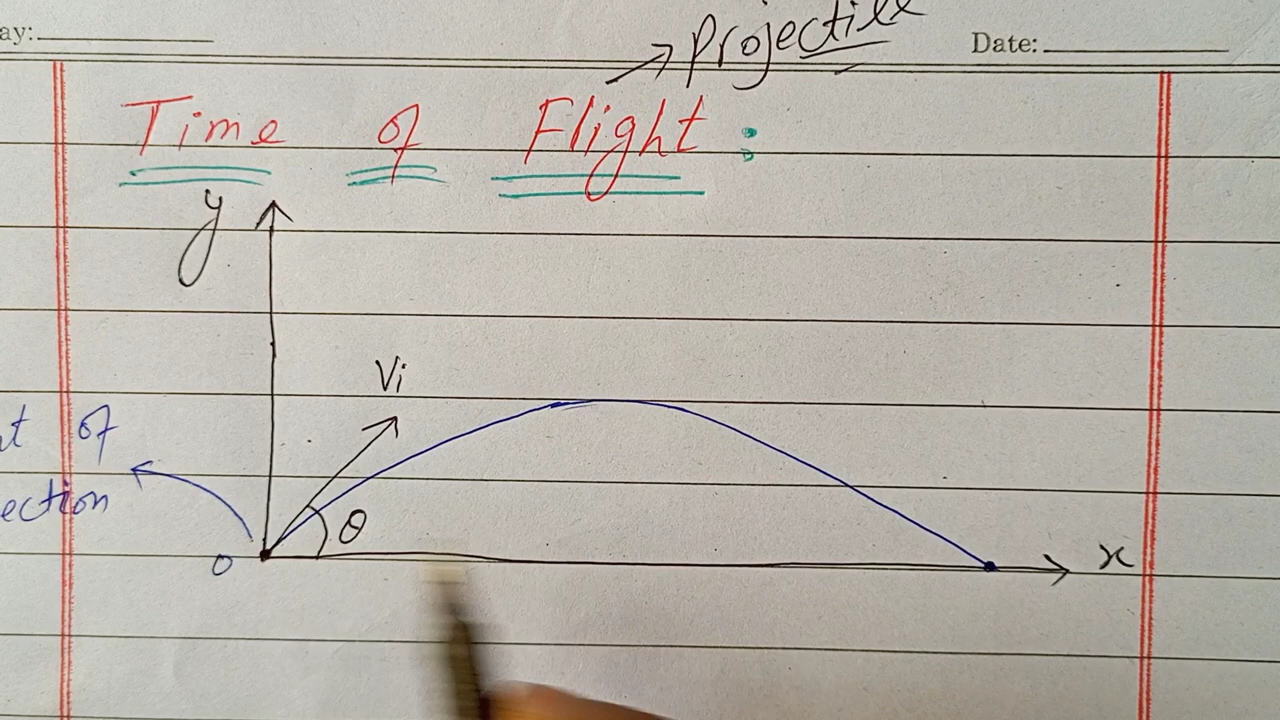 ay:
Projectile
Date:
Time of Flight :
y
Vi
t of
ection
θ
o
x